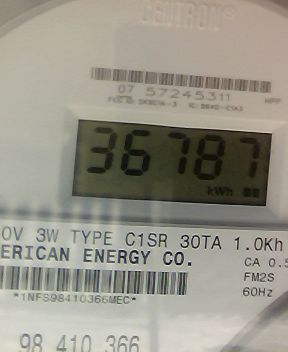 CENTRON®
07 57245311
36787
kWh
0V 3W TYPE C1SR 30TA 1.0Kh
ERICAN ENERGY CO.
CA 0.5
FM2S
*1NFS98410366MEC*
60Hz
98 410 366